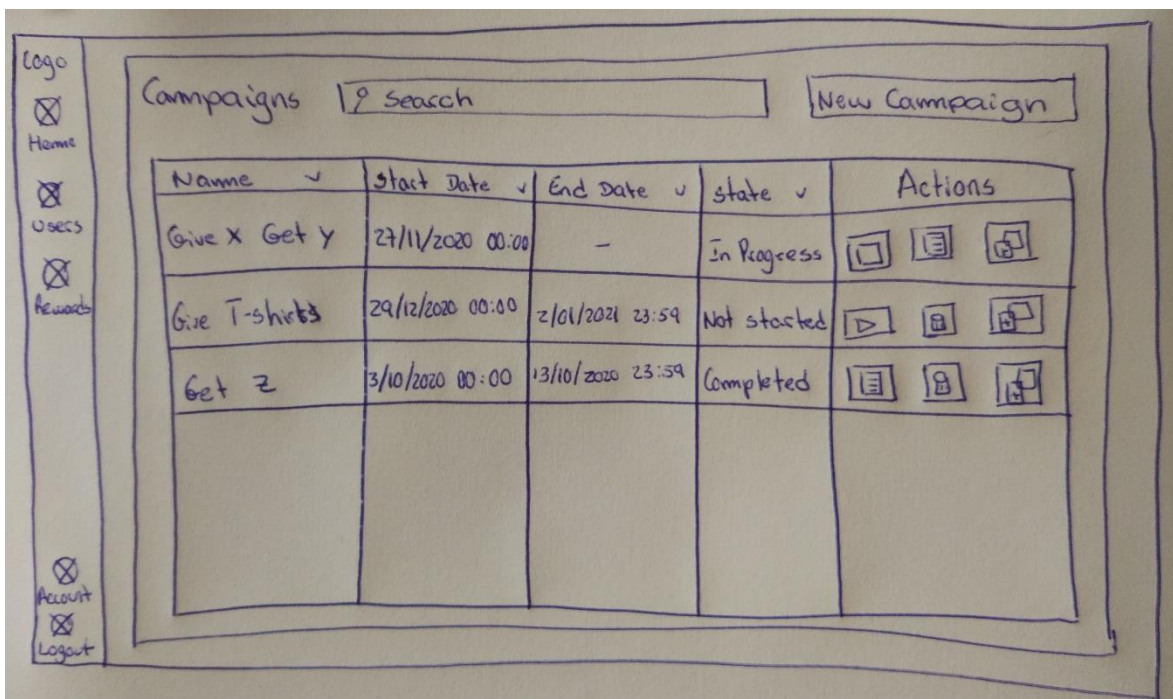 Logo
Home
Users
Rewards
Account
Logout
Campaigns Search New Campaign
Name Start Date End Date State Actions
Give X Get Y 27/11/2020 00:00 - In Progress
Give T-shirts 29/12/2020 00:00 2/01/2021 23:59 Not started
Get Z 3/10/2020 00:00 13/10/2020 23:59 Completed